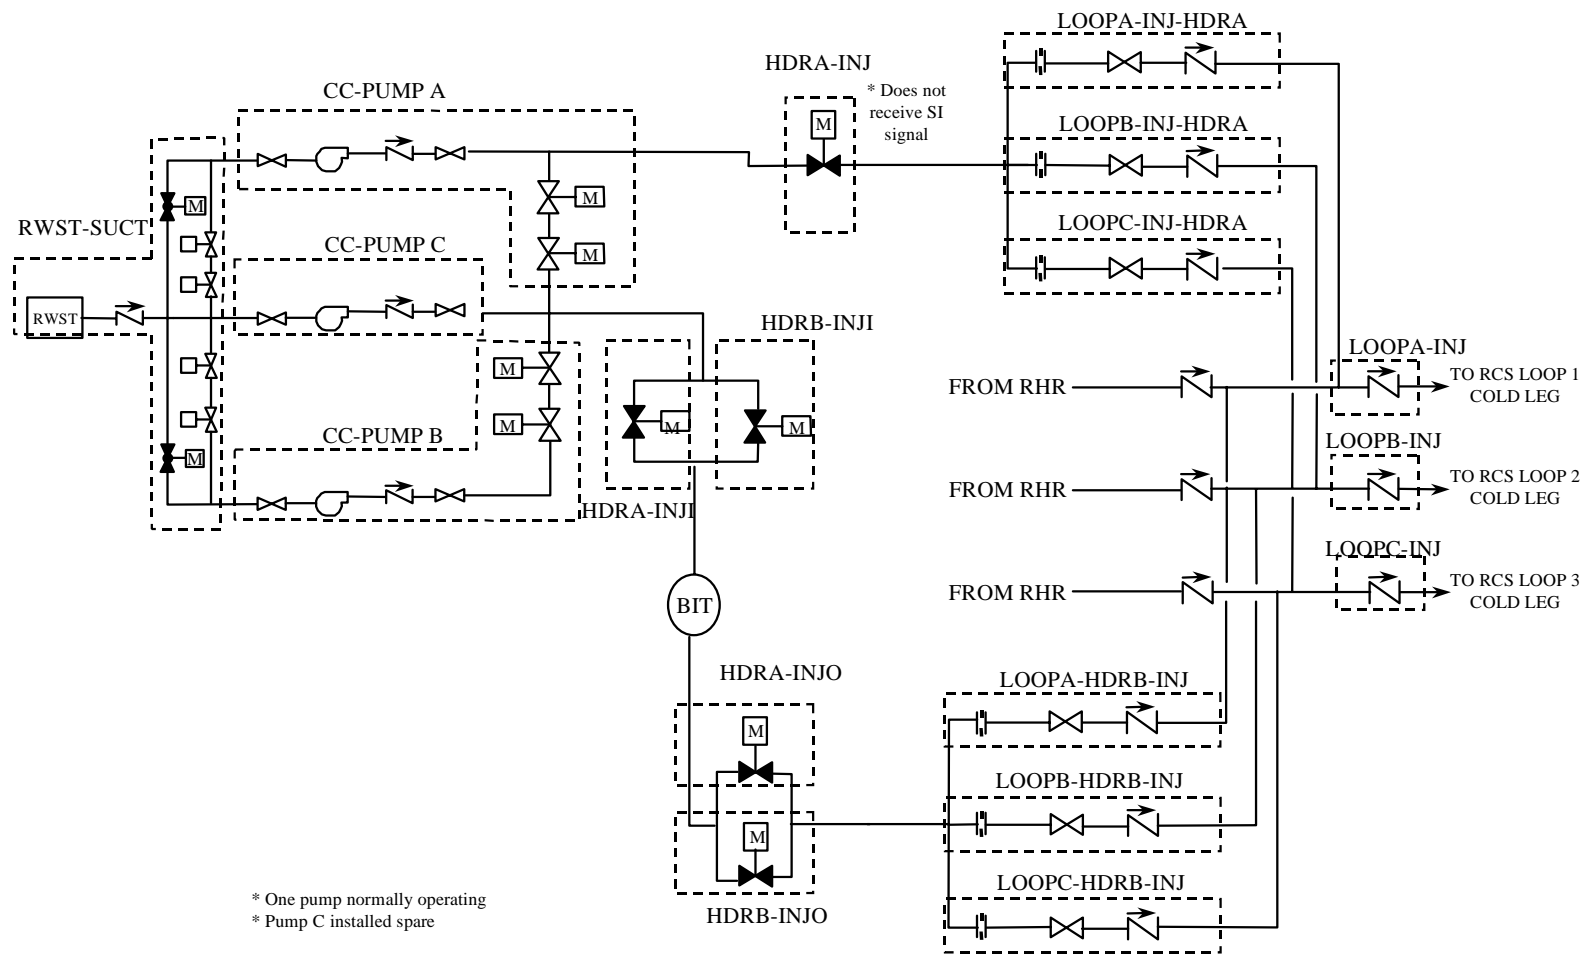 LOOPA-INJ-HDRA
HDRA-INJ
* Does not
receive SI
signal
CC-PUMP A
M
LOOPB-INJ-HDRA
M
M
RWST-SUCT
CC-PUMP C
M
LOOPC-INJ-HDRA
RWST
HDRB-INJI
LOOPA-INJ
M
FROM RHR
TO RCS LOOP 1
COLD LEG
M
M
M
CC-PUMP B
LOOPB-INJ
M
FROM RHR
TO RCS LOOP 2
COLD LEG
HDRA-INJI
LOOPC-INJ
BIT
FROM RHR
TO RCS LOOP 3
COLD LEG
HDRA-INJO
LOOPA-HDRB-INJ
M
LOOPB-HDRB-INJ
M
LOOPC-HDRB-INJ
* One pump normally operating
* Pump C installed spare
HDRB-INJO